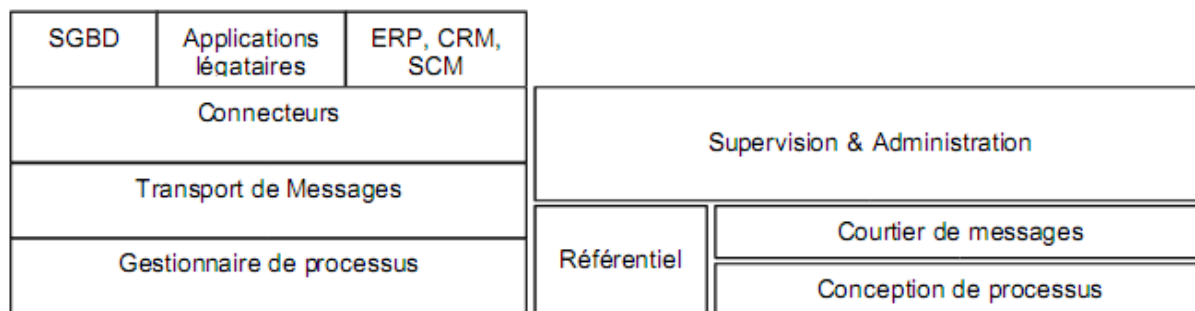 SGBD
Applications
légataires
ERP, CRM,
SCM
Connecteurs
Transport de Messages
Gestionnaire de processus
Supervision & Administration
Référentiel
Courtier de messages
Conception de processus